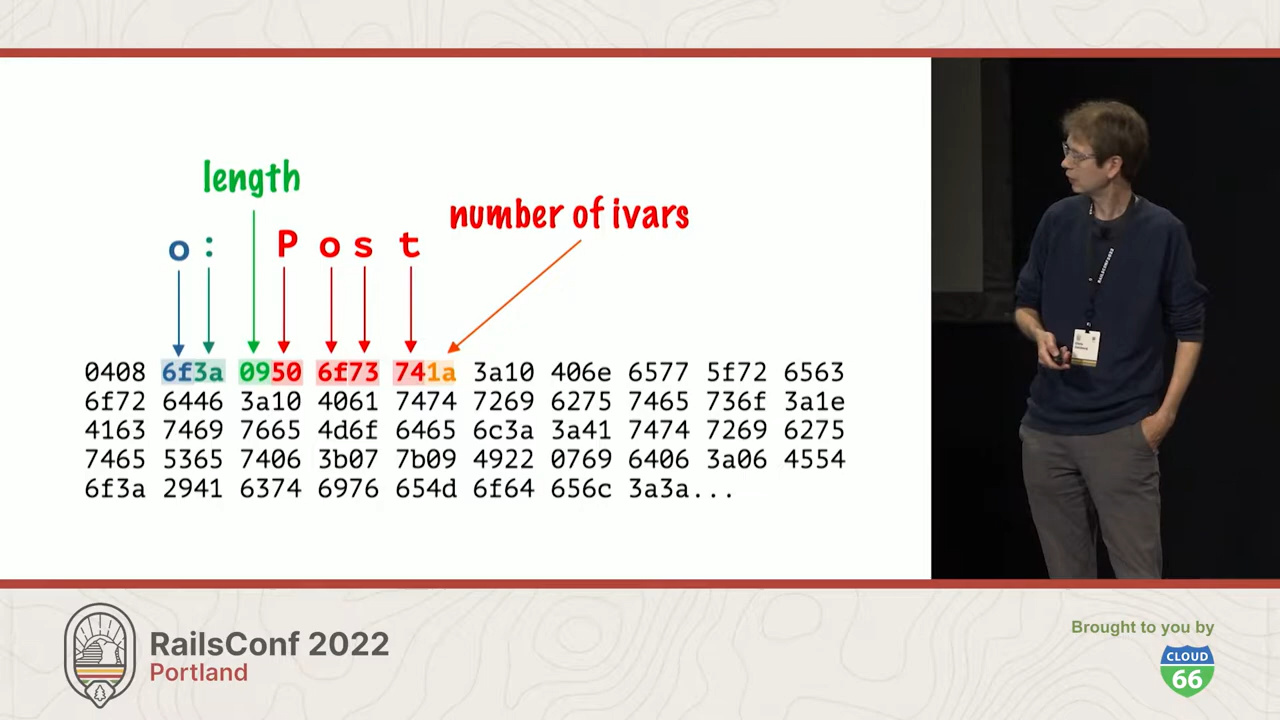 length
o : P o s t
number of ivars
0408 6f3a 0950 6f73 741a 3a10 406e 6577 5f72 6563
6f72 6446 3a10 4061 7474 7269 6275 7465 736f 3a1e
4163 7469 7665 4d6f 6465 6c3a 3a41 7474 7269 6275
7465 5365 7406 3b07 7b09 4922 0769 6406 3a06 4554
6f3a 2941 6374 6976 654d 6f64 656c 3a3a...
RailsConf 2022
Portland
Brought to you by
CLOUD
66